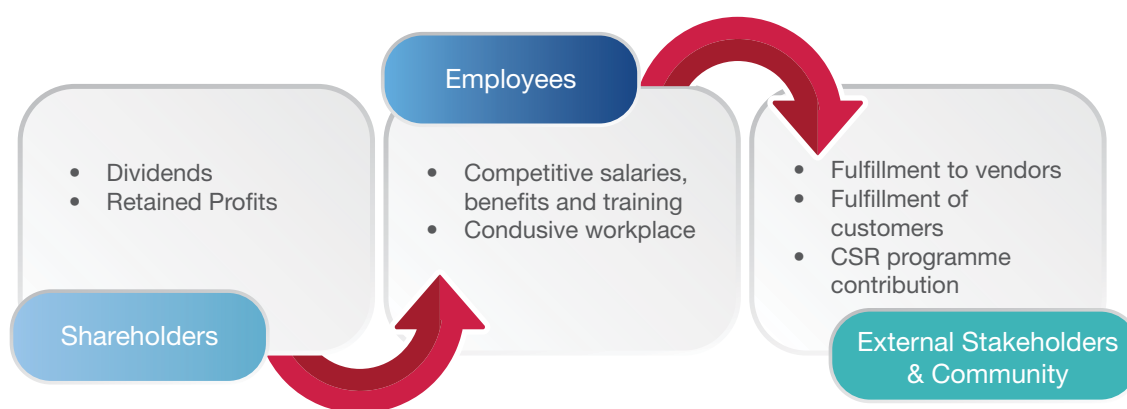 • Dividends
• Retained Profits
Shareholders
Employees
• Competitive salaries,
benefits and training
• Condusive workplace
• Fulfillment to vendors
• Fulfillment of
customers
• CSR programme
contribution
External Stakeholders
& Community